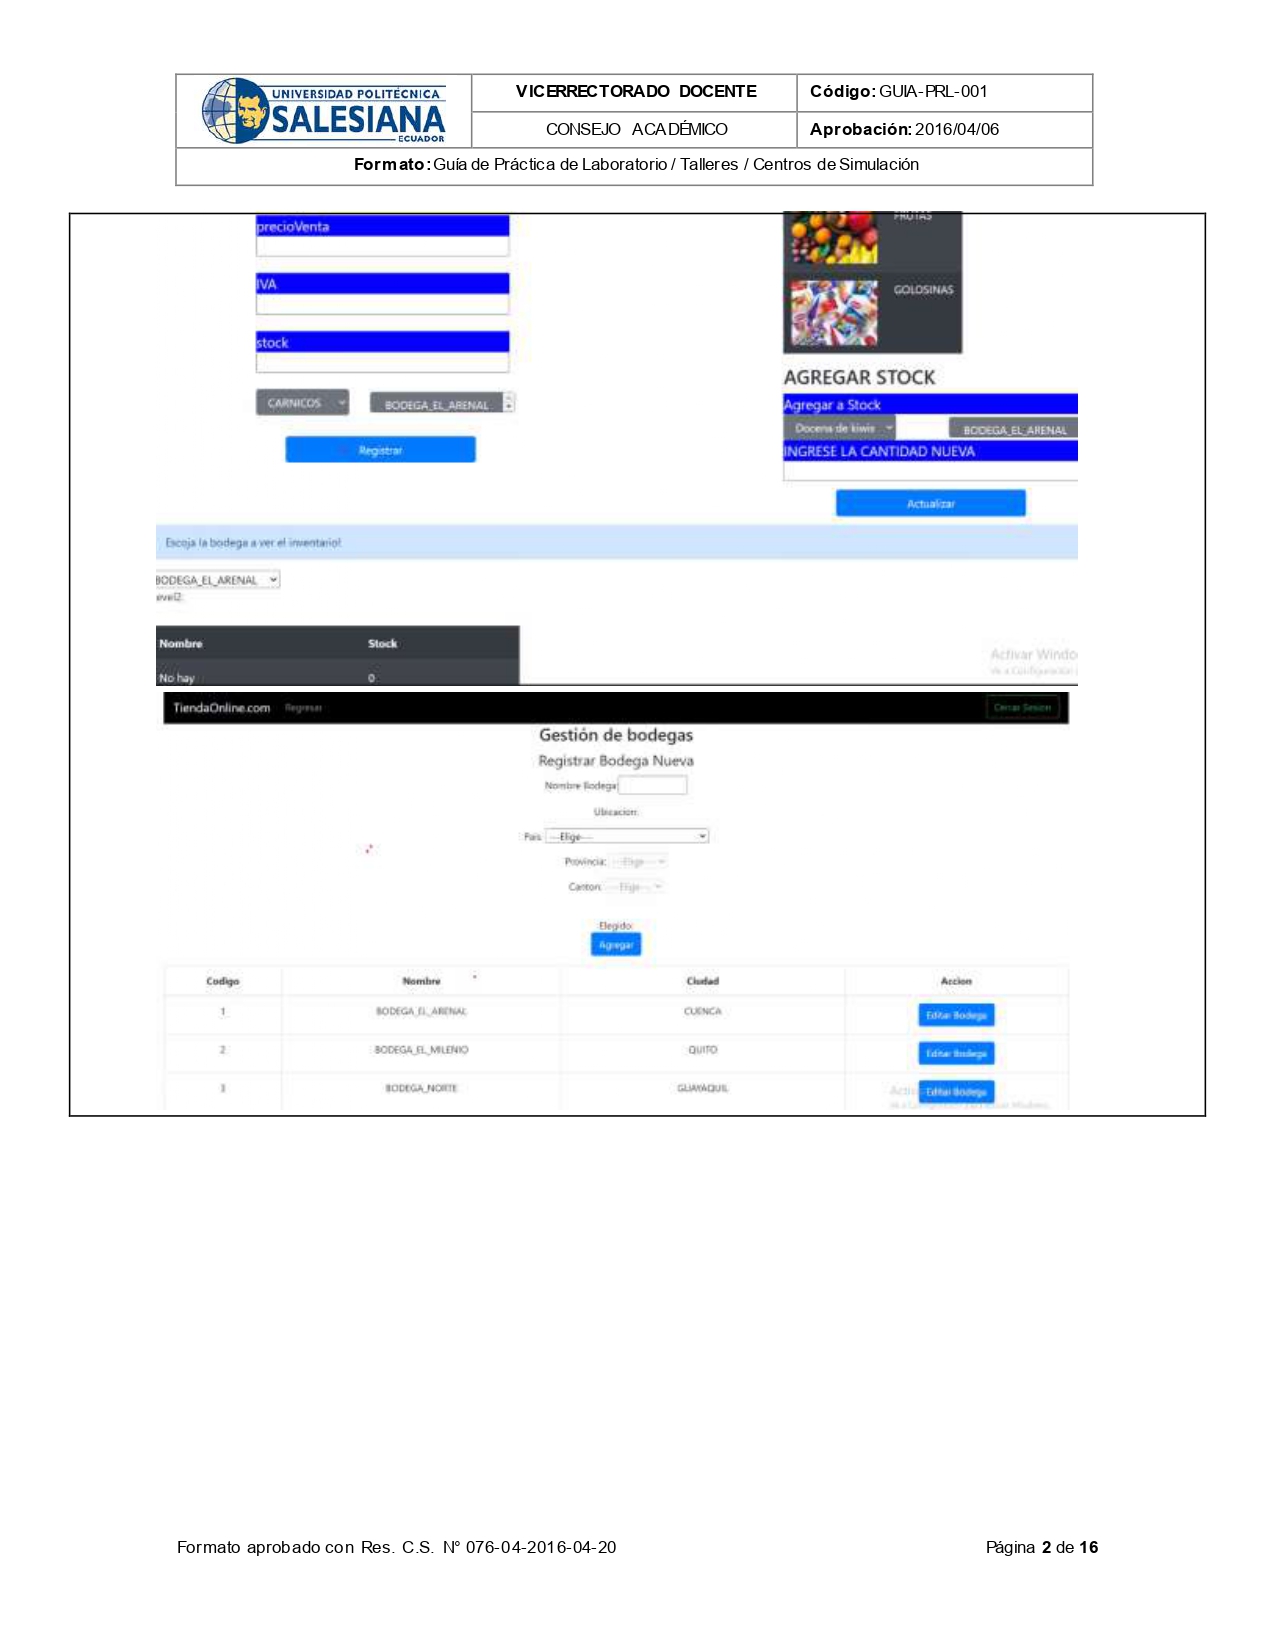 UNIVERSIDAD POLITÉCNICA
SALESIANA
ECUADOR
VICERRECTORADO DOCENTE
Código: GUIA-PRL-001
CONSEJO ACADÉMICO
Aprobación: 2016/04/06
Formato: Guía de Práctica de Laboratorio / Talleres / Centros de Simulación
precioVenta
IVA
stock
CARNICOS
BODEGA_EL_ARENAL
Registrar
FRUTAS
GOLOSINAS
AGREGAR STOCK
Agregar a Stock
Docena de kiwis
BODEGA_EL_ARENAL
INGRESE LA CANTIDAD NUEVA
Actualizar
Escoja la bodega a ver el inventario!
BODEGA_EL_ARENAL
evel2:
Nombre Stock
No hay 0
Activar Windo
TiendaOnline.com Regresar Cerrar Sesion
Gestión de bodegas
Registrar Bodega Nueva
Nombre Bodega:
Ubicacion:
Pais: ---Elige---
Provincia: ---Elige---
Canton: ---Elige---
Elegido:
Agregar
Codigo Nombre Ciudad Accion
1 BODEGA_EL_ARENAL CUENCA Editar Bodega
2 BODEGA_EL_MILENIO QUITO Editar Bodega
3 BODEGA_NORTE GUAYAQUIL Editar Bodega
Formato aprobado con Res. C.S. N° 076-04-2016-04-20
Página 2 de 16